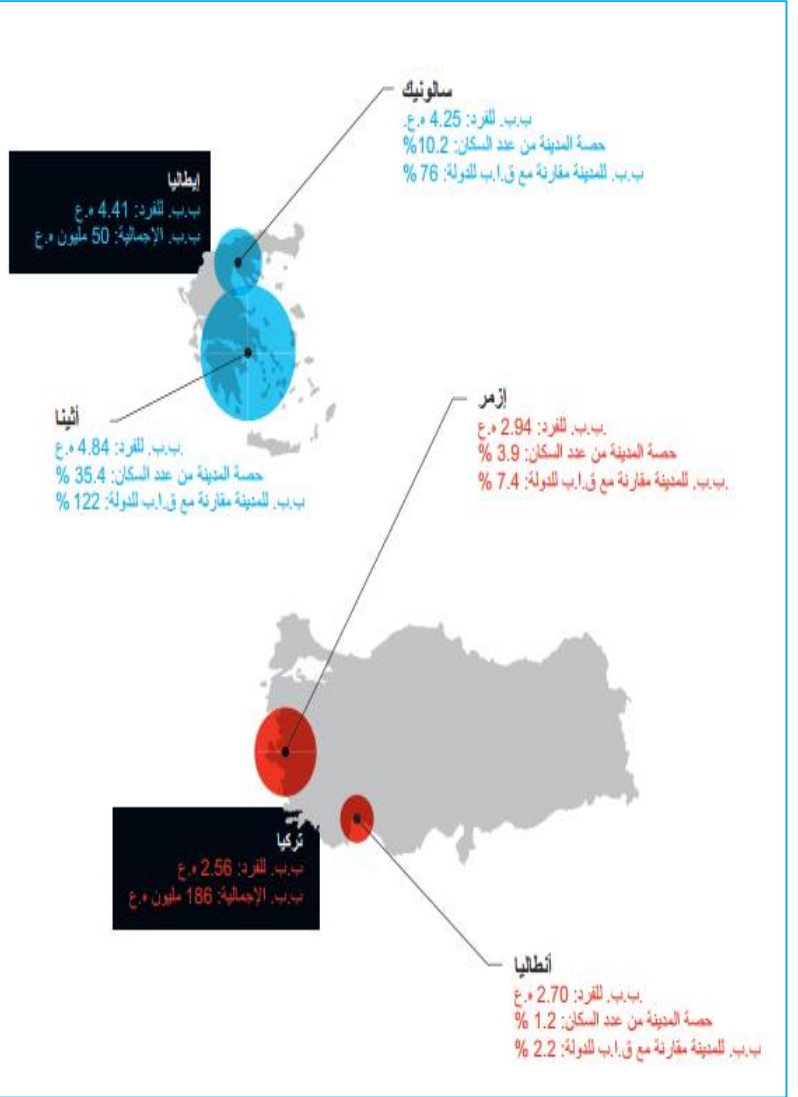 سالونيك
ب.ب. للفرد: 4.25 ه.ع.
حصة المدينة من عدد السكان: 10.2%
ب.ب. للمدينة مقارنة مع ق.ا.ب للدولة: 76 %
إيطاليا
ب.ب. للفرد: 4.41 ه.ع
ب.ب. الإجمالية: 50 مليون ه.ع
أثينا
.ب.ب. للفرد: 4.84 ه.ع
حصة المدينة من عدد السكان: 35.4 %
ب.ب. للمدينة مقارنة مع ق.ا.ب للدولة: 122 %
إزمر
.ب.ب. للفرد: 2.94 ه.ع
حصة المدينة من عدد السكان: 3.9 %
.ب.ب. للمدينة مقارنة مع ق.ا.ب للدولة: 7.4 %
تركيا
ب.ب. للفرد: 2.56 ه.ع
ب.ب. الإجمالية: 186 مليون ه.ع
أنطاليا
.ب.ب. للفرد: 2.70 ه.ع
حصة المدينة من عدد السكان: 1.2 %
ب.ب. للمدينة مقارنة مع ق.ا.ب للدولة: 2.2 %